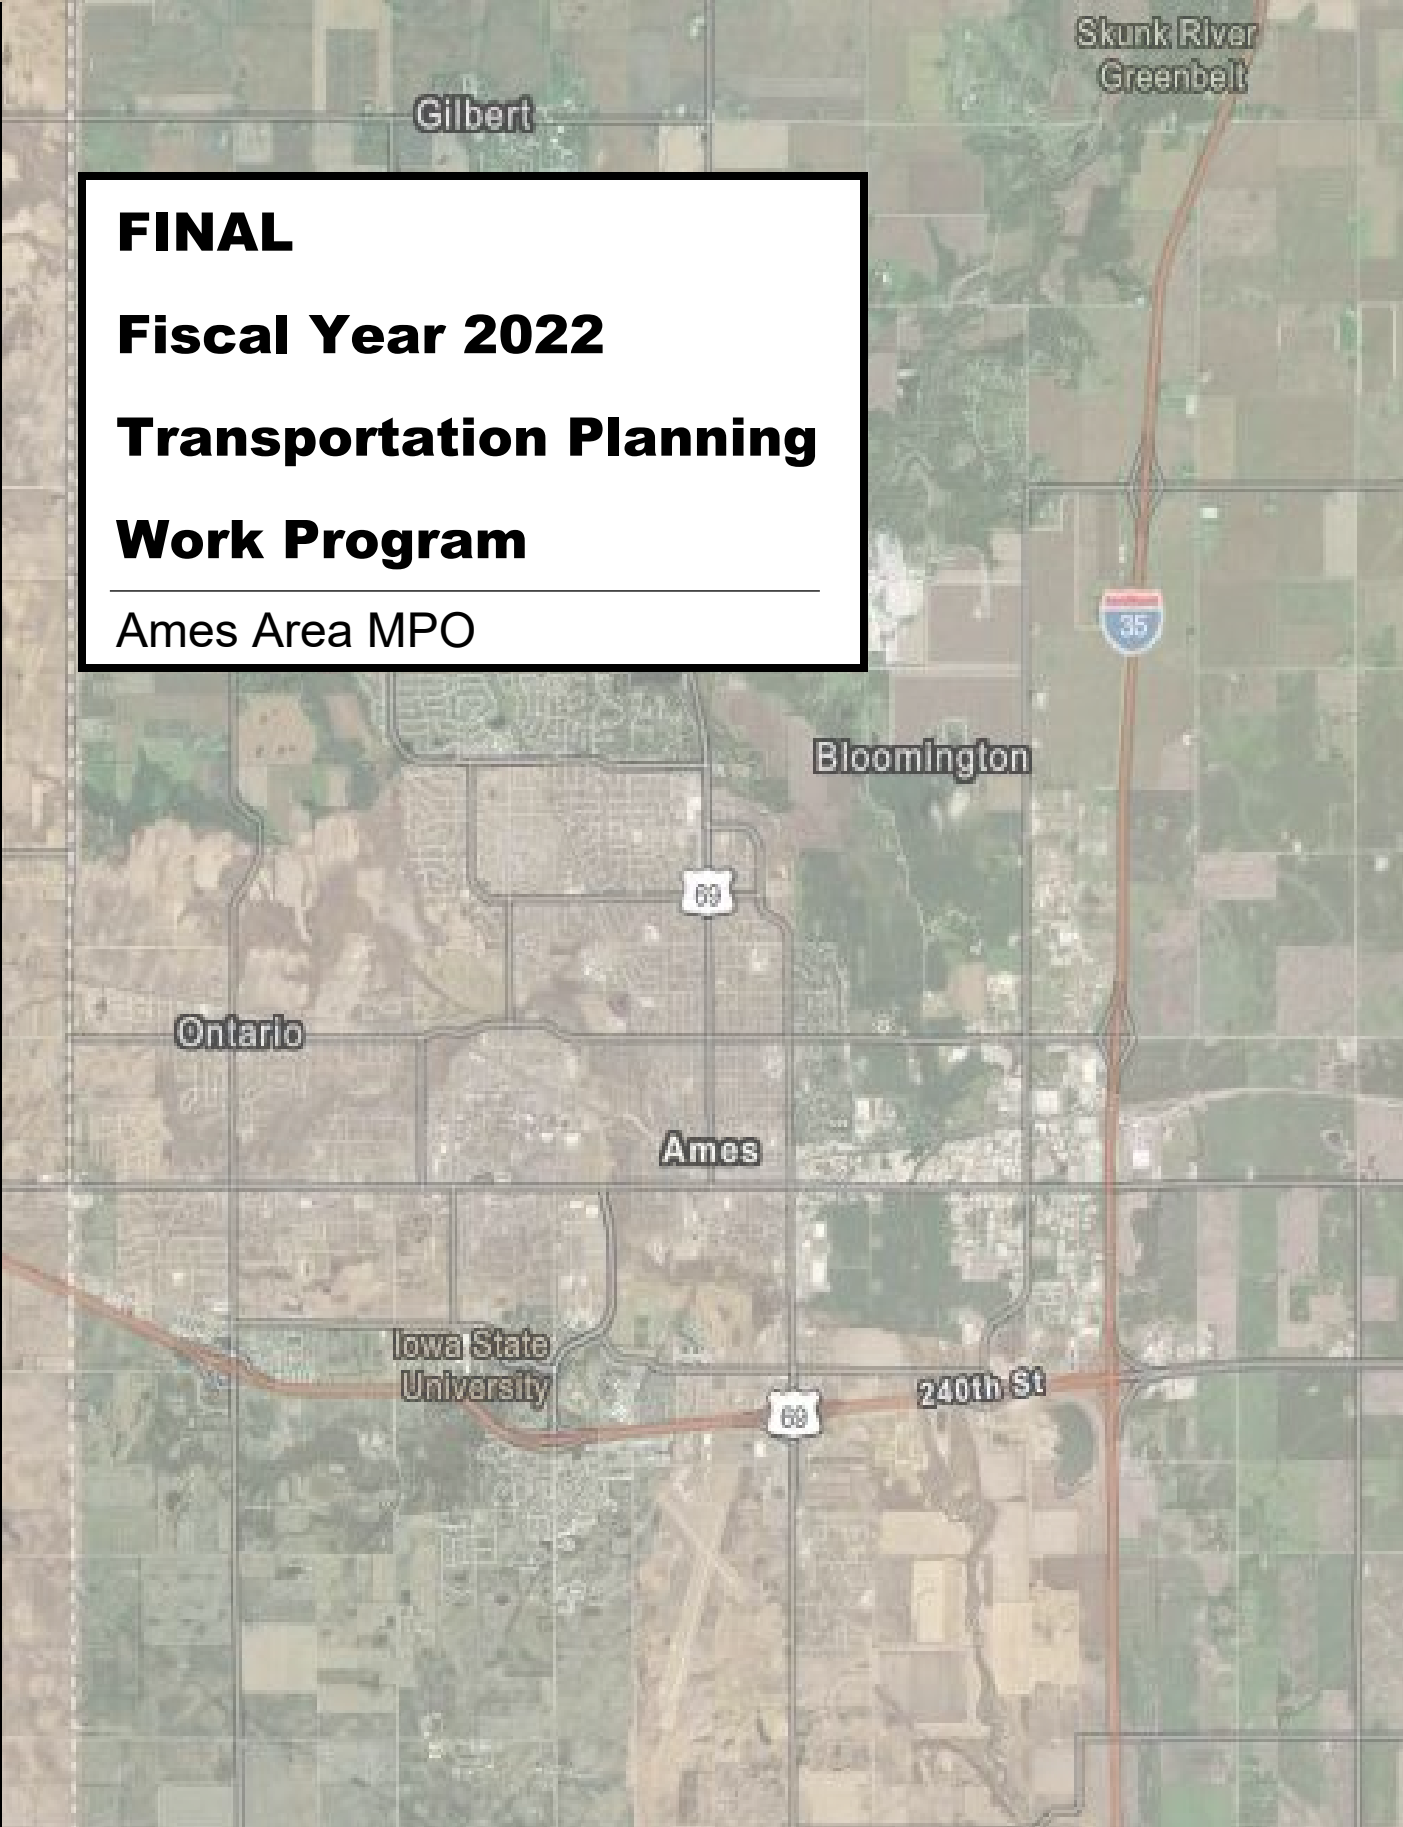 Skunk River
Greenbelt
Gilbert
FINAL
Fiscal Year 2022
Transportation Planning
Work Program
Ames Area MPO
35
Bloomington
69
Ontario
Ames
Iowa State
University
240th St
69